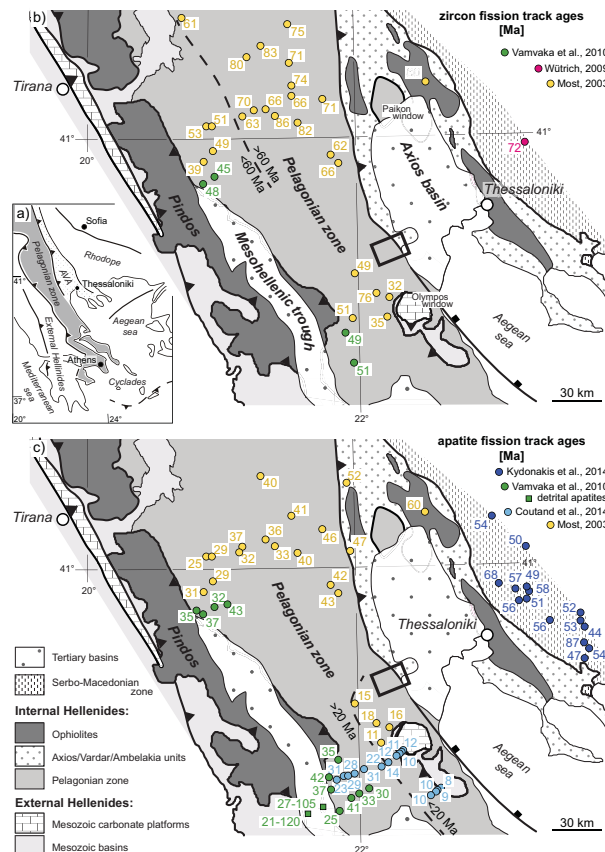 b)
zircon fission track ages
[Ma]
Vamvaka et al., 2010
Wütrich, 2009
Most, 2003
61
75
83
80
71
74
66
71
70
66
63
86
82
51
53
49
39
45
48
62
66
>60 Ma
<60 Ma
Tirana
20°
41°
Pindos
Mesohellenic trough
Pelagonian zone
Paikon
window
Axios basin
72
41°
Thessaloniki
49
76
32
51
35
49
51
Olympos
window
Aegean
sea
22°
30 km
a)
Sofia
Rhodope
Pelagonian zone
AVA
Thessaloniki
41°
External Hellinides
Aegean
sea
Athens
Mediterranean
sea
Cyclades
37°
20°
24°
c)
apatite fission track ages
[Ma]
Kydonakis et al., 2014
Vamvaka et al., 2010
detrital apatites
Coutand et al., 2014
Most, 2003
40
52
60
41
46
54
50
Tirana
37
36
29
25
32
33
40
47
41°
20°
41°
29
31
32
43
35
37
42
43
68
57
49
58
56
51
52
56
53
44
87
54
47
Pindos
Pelagonian zone
Thessaloniki
15
18
16
11
>20 Ma
<20 Ma
12
11
12
10
35
28
22
31
42
31
14
23
29
37
30
33
41
25
27-105
21-120
8
10
9
10
Aegean
sea
22°
30 km
Tertiary basins
Serbo-Macedonian
zone
Internal Hellenides:
Ophiolites
Axios/Vardar/Ambelakia units
Pelagonian zone
External Hellenides:
Mesozoic carbonate platforms
Mesozoic basins